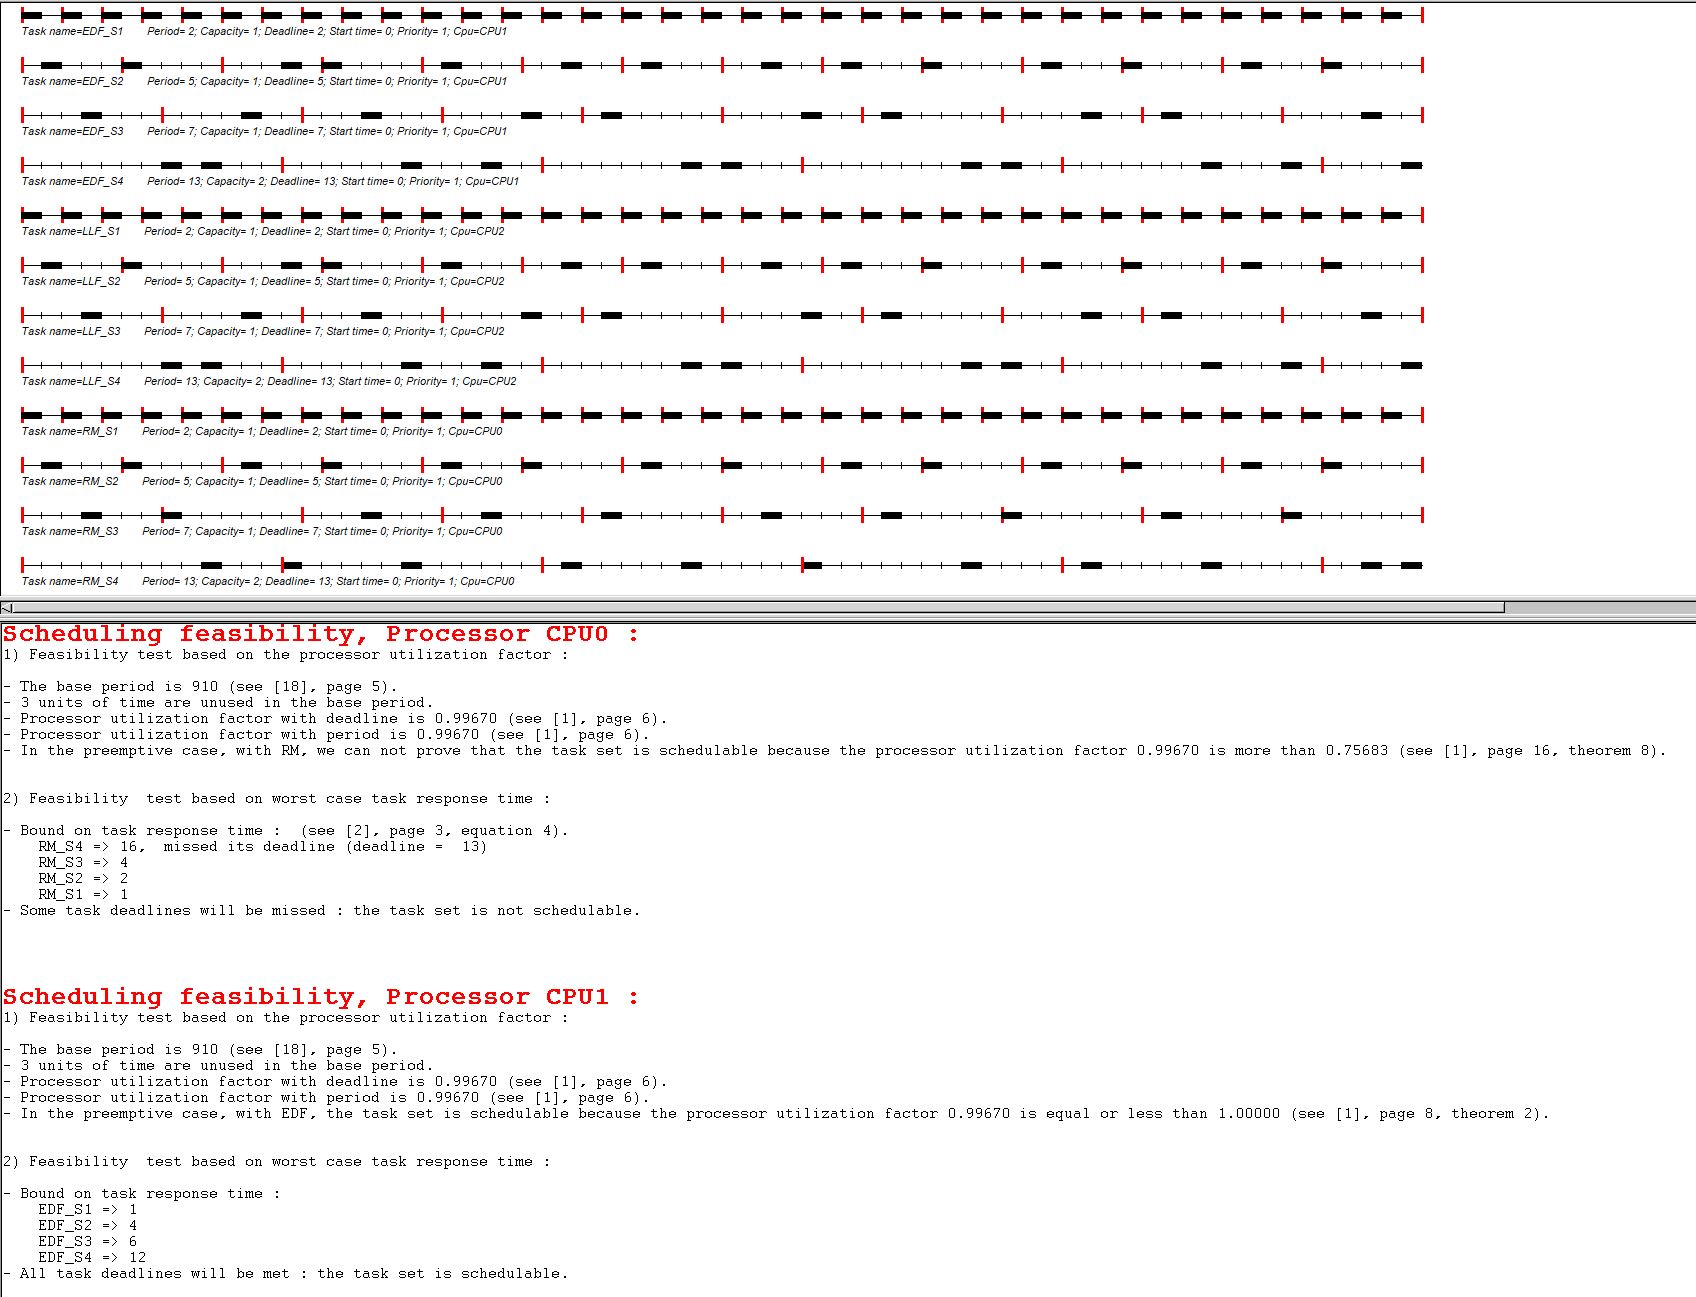 Task name=EDF_S1 Period= 2; Capacity= 1; Deadline= 2; Start time= 0; Priority= 1; Cpu=CPU1
Task name=EDF_S2 Period= 5; Capacity= 1; Deadline= 5; Start time= 0; Priority= 1; Cpu=CPU1
Task name=EDF_S3 Period= 7; Capacity= 1; Deadline= 7; Start time= 0; Priority= 1; Cpu=CPU1
Task name=EDF_S4 Period= 13; Capacity= 2; Deadline= 13; Start time= 0; Priority= 1; Cpu=CPU1
Task name=LLF_S1 Period= 2; Capacity= 1; Deadline= 2; Start time= 0; Priority= 1; Cpu=CPU2
Task name=LLF_S2 Period= 5; Capacity= 1; Deadline= 5; Start time= 0; Priority= 1; Cpu=CPU2
Task name=LLF_S3 Period= 7; Capacity= 1; Deadline= 7; Start time= 0; Priority= 1; Cpu=CPU2
Task name=LLF_S4 Period= 13; Capacity= 2; Deadline= 13; Start time= 0; Priority= 1; Cpu=CPU2
Task name=RM_S1 Period= 2; Capacity= 1; Deadline= 2; Start time= 0; Priority= 1; Cpu=CPU0
Task name=RM_S2 Period= 5; Capacity= 1; Deadline= 5; Start time= 0; Priority= 1; Cpu=CPU0
Task name=RM_S3 Period= 7; Capacity= 1; Deadline= 7; Start time= 0; Priority= 1; Cpu=CPU0
Task name=RM_S4 Period= 13; Capacity= 2; Deadline= 13; Start time= 0; Priority= 1; Cpu=CPU0
Scheduling feasibility, Processor CPU0 :
1) Feasibility test based on the processor utilization factor :
- The base period is 910 (see [18], page 5).
- 3 units of time are unused in the base period.
- Processor utilization factor with deadline is 0.99670 (see [1], page 6).
- Processor utilization factor with period is 0.99670 (see [1], page 6).
- In the preemptive case, with RM, we can not prove that the task set is schedulable because the processor utilization factor 0.99670 is more than 0.75683 (see [1], page 16, theorem 8).
2) Feasibility test based on worst case task response time :
- Bound on task response time : (see [2], page 3, equation 4).
RM_S4 => 16, missed its deadline (deadline = 13)
RM_S3 => 4
RM_S2 => 2
RM_S1 => 1
- Some task deadlines will be missed : the task set is not schedulable.
Scheduling feasibility, Processor CPU1 :
1) Feasibility test based on the processor utilization factor :
- The base period is 910 (see [18], page 5).
- 3 units of time are unused in the base period.
- Processor utilization factor with deadline is 0.99670 (see [1], page 6).
- Processor utilization factor with period is 0.99670 (see [1], page 6).
- In the preemptive case, with EDF, the task set is schedulable because the processor utilization factor 0.99670 is equal or less than 1.00000 (see [1], page 8, theorem 2).
2) Feasibility test based on worst case task response time :
- Bound on task response time :
EDF_S1 => 1
EDF_S2 => 4
EDF_S3 => 6
EDF_S4 => 12
- All task deadlines will be met : the task set is schedulable.